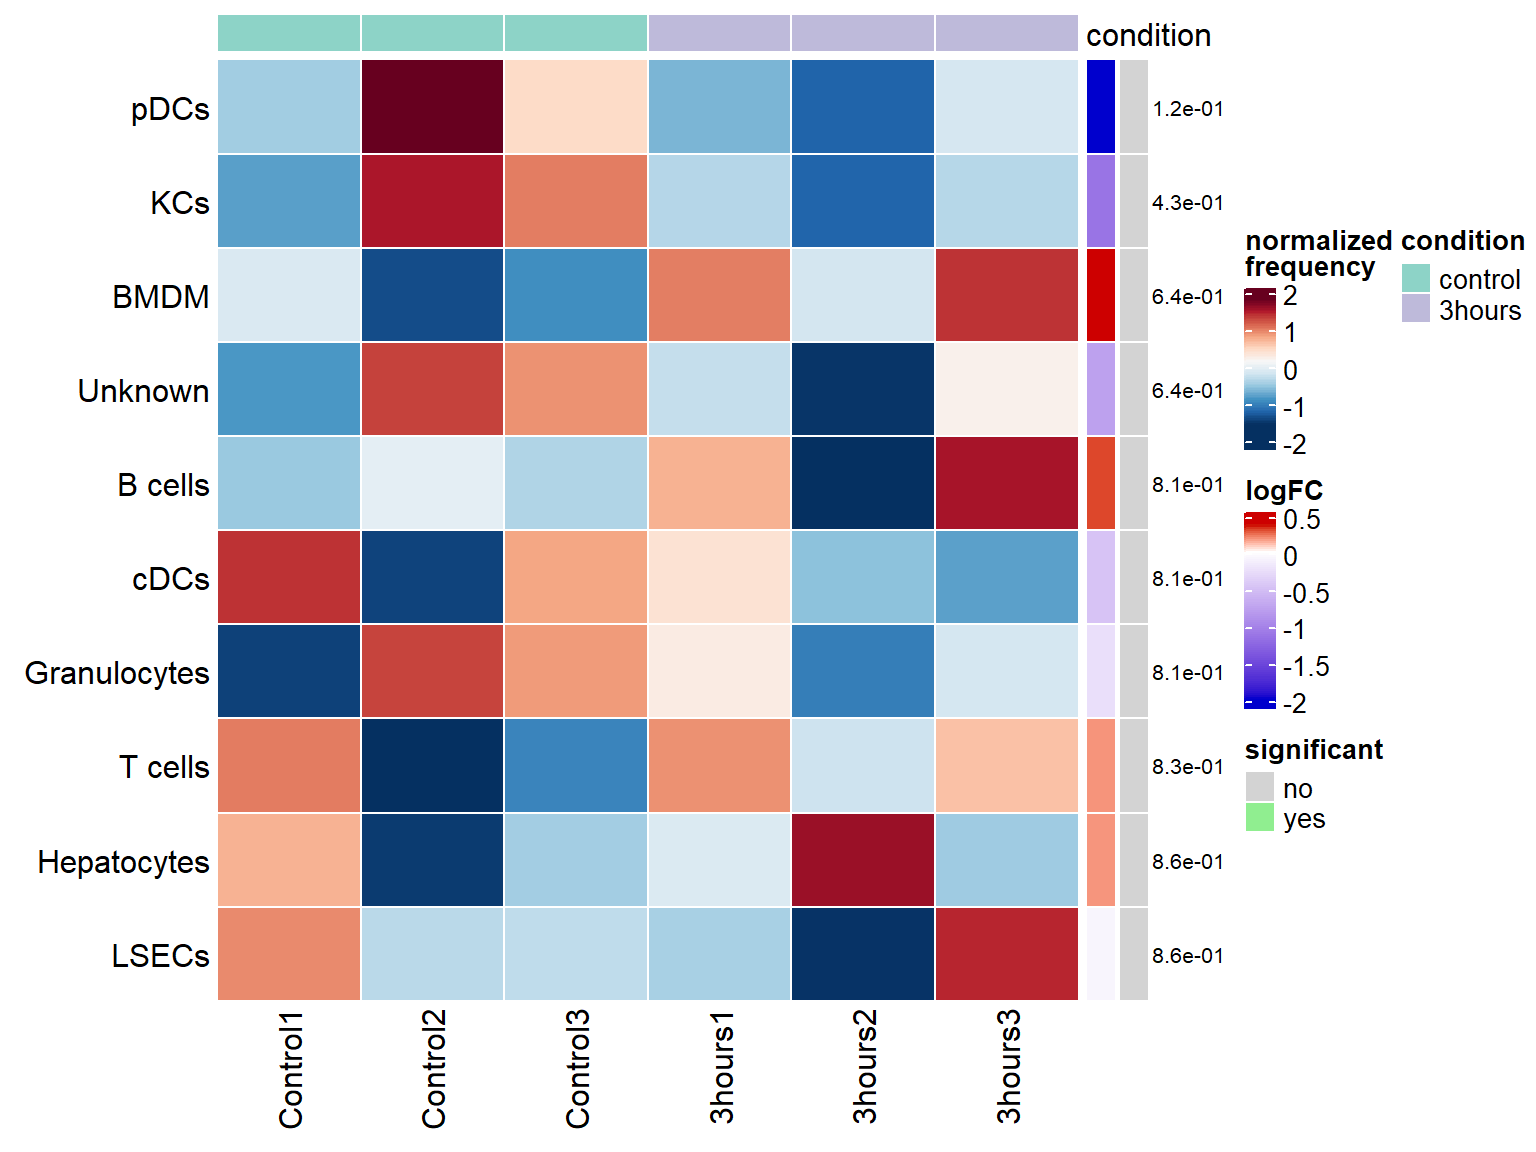 condition
pDCs
1.2e-01
KCs
4.3e-01
BMDM
6.4e-01
Unknown
6.4e-01
B cells
8.1e-01
cDCs
8.1e-01
Granulocytes
8.1e-01
T cells
8.3e-01
Hepatocytes
8.6e-01
LSECs
8.6e-01
Control1
Control2
Control3
3hours1
3hours2
3hours3
normalized
frequency
2
1
0
-1
-2
condition
control
3hours
logFC
0.5
0
-0.5
-1
-1.5
-2
significant
no
yes